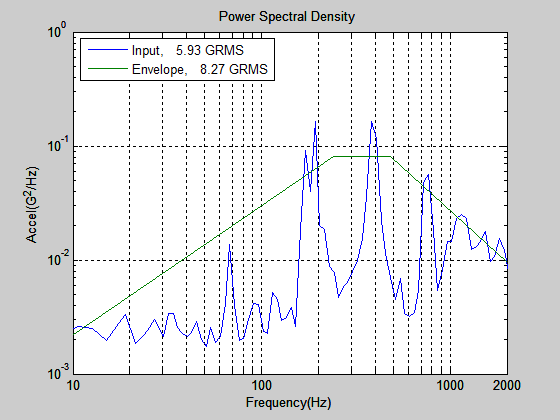 Power Spectral Density
10^0
Input, 5.93 GRMS
Envelope, 8.27 GRMS
10^-1
Accel(G^2/Hz)
10^-2
10^-3
10 100 1000 2000
Frequency(Hz)